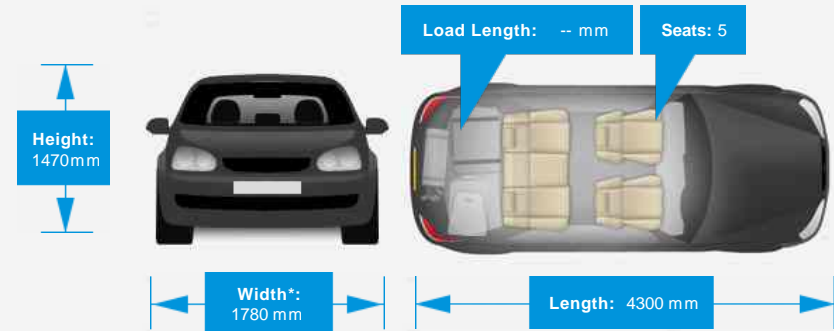 Load Length: -- mm
Seats: 5
Height:
1470mm
Width*:
1780 mm
Length: 4300 mm